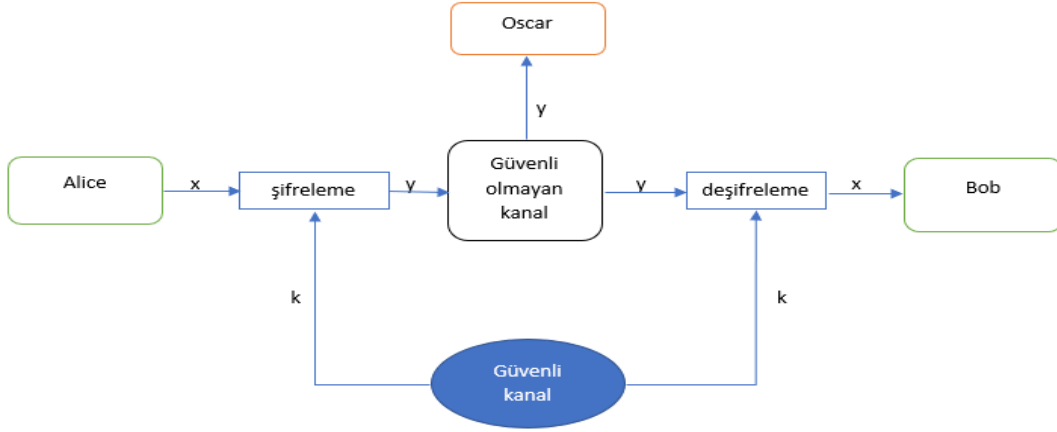 Oscar
y
Alice
x
şifreleme
y
Güvenli
olmayan
kanal
y
deşifreleme
x
Bob
k
k
Güvenli
kanal